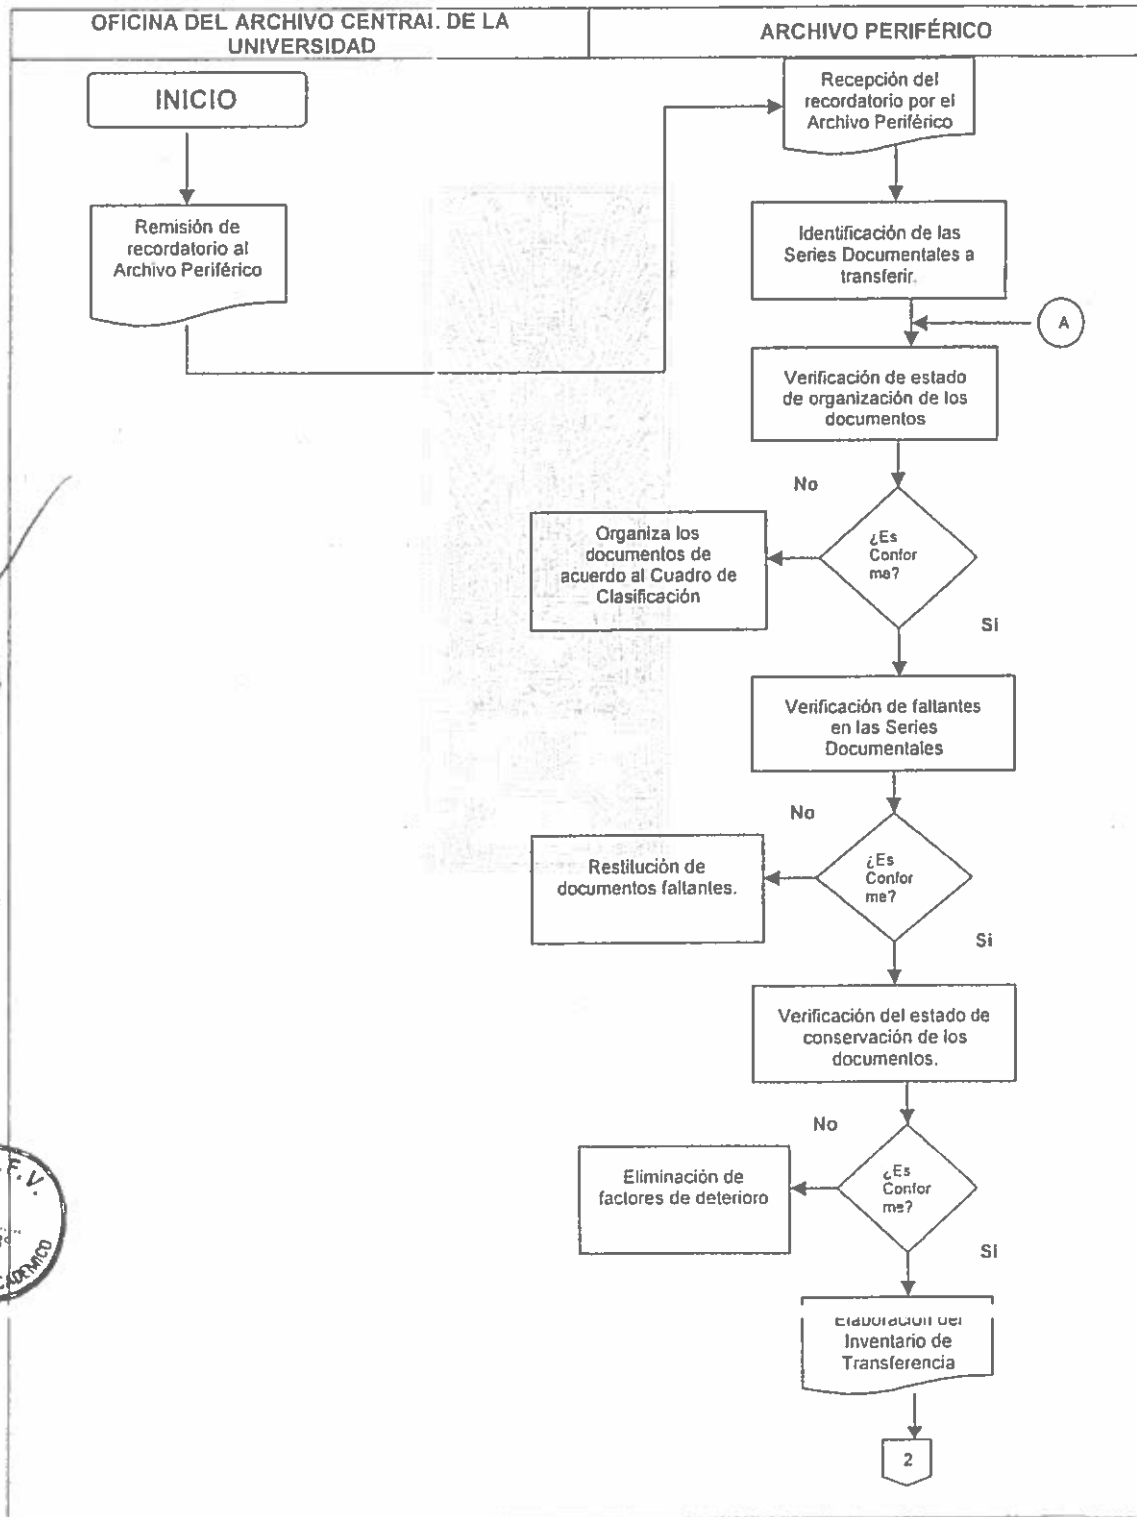 OFICINA DEL ARCHIVO CENTRAL DE LA
UNIVERSIDAD
ARCHIVO PERIFÉRICO
INICIO
Remisión de
recordatorio al
Archivo Periférico
Recepción del
recordatorio por el
Archivo Periférico
Identificación de las
Series Documentales a
transferir.
A
Verificación de estado
de organización de los
documentos
No
¿Es
Confor
me?
Organiza los
documentos de
acuerdo al Cuadro de
Clasificación
Si
Verificación de faltantes
en las Series
Documentales
No
¿Es
Confor
me?
Restitución de
documentos faltantes.
Si
Verificación del estado de
conservación de los
documentos.
No
¿Es
Confor
me?
Eliminación de
factores de deterioro
Si
Elaboración del
Inventario de
Transferencia
2
F.V.